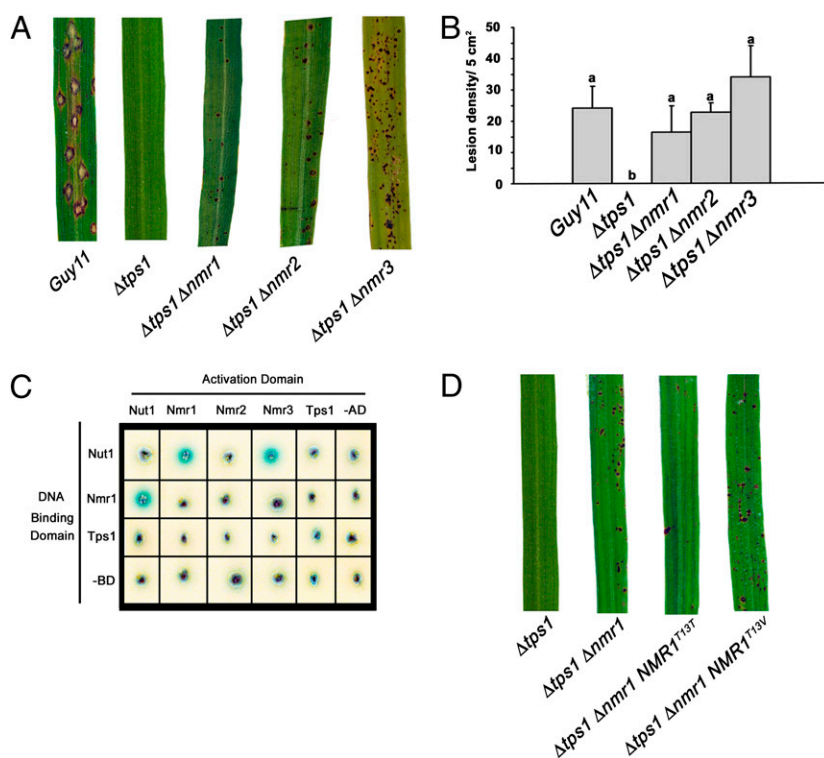 A
Guy11
Δtps1
Δtps1 Δnmr1
Δtps1 Δnmr2
Δtps1 Δnmr3
B
Lesion density/ 5 cm²
50
40
30
20
10
0
a
b
a
a
a
Guy11
Δtps1
Δtps1 Δnmr1
Δtps1 Δnmr2
Δtps1 Δnmr3
C
Activation Domain
Nut1 Nmr1 Nmr2 Nmr3 Tps1 -AD
DNA
Binding
Domain
Nut1
Nmr1
Tps1
-BD
D
Δtps1
Δtps1 Δnmr1
Δtps1 Δnmr1 NMR1ᵀ¹³ᵀ
Δtps1 Δnmr1 NMR1ᵀ¹³ⱽ